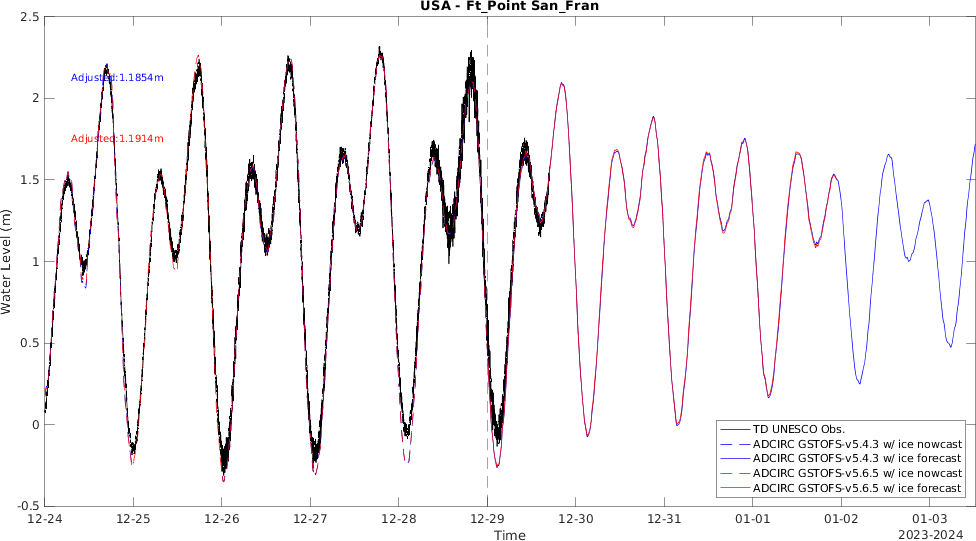 USA - Ft_Point San_Fran
Water Level (m)
2.5
2
1.5
1
0.5
0
-0.5
Adjusted:1.1854m
Adjusted:1.1914m
TD UNESCO Obs.
ADCIRC GSTOFS-v5.4.3 w/ ice nowcast
ADCIRC GSTOFS-v5.4.3 w/ ice forecast
ADCIRC GSTOFS-v5.6.5 w/ ice nowcast
ADCIRC GSTOFS-v5.6.5 w/ ice forecast
12-24 12-25 12-26 12-27 12-28 12-29 12-30 12-31 01-01 01-02 01-03
Time
2023-2024